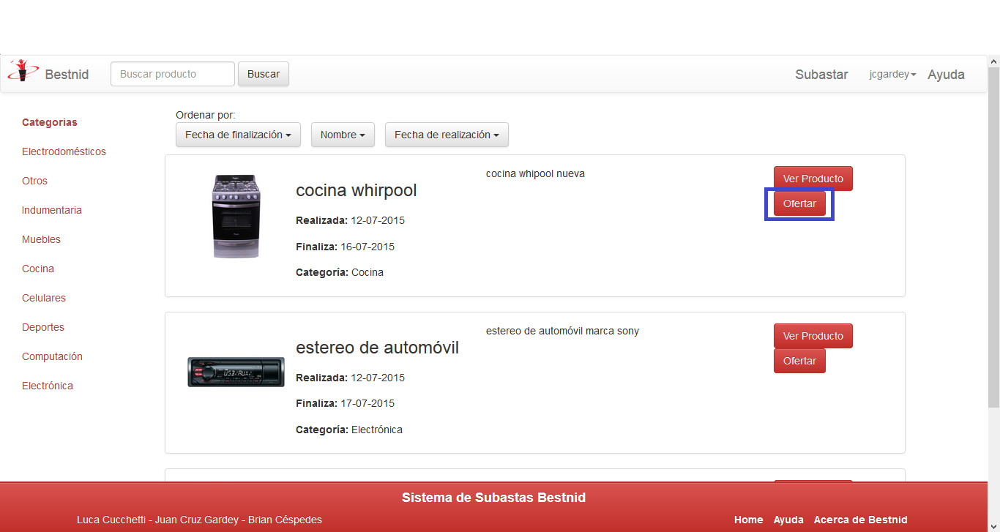 Bestnid
Buscar producto
Buscar
Subastar
jcgardey
Ayuda
Categorias
Electrodomésticos
Otros
Indumentaria
Muebles
Cocina
Celulares
Deportes
Computación
Electrónica
Ordenar por:
Fecha de finalización
Nombre
Fecha de realización
cocina whirpool
Realizada: 12-07-2015
Finaliza: 16-07-2015
Categoría: Cocina
cocina whipool nueva
Ver Producto
Ofertar
estereo de automóvil
Realizada: 12-07-2015
Finaliza: 17-07-2015
Categoría: Electrónica
estereo de automóvil marca sony
Ver Producto
Ofertar
Sistema de Subastas Bestnid
Luca Cucchetti - Juan Cruz Gardey - Brian Céspedes
Home Ayuda Acerca de Bestnid